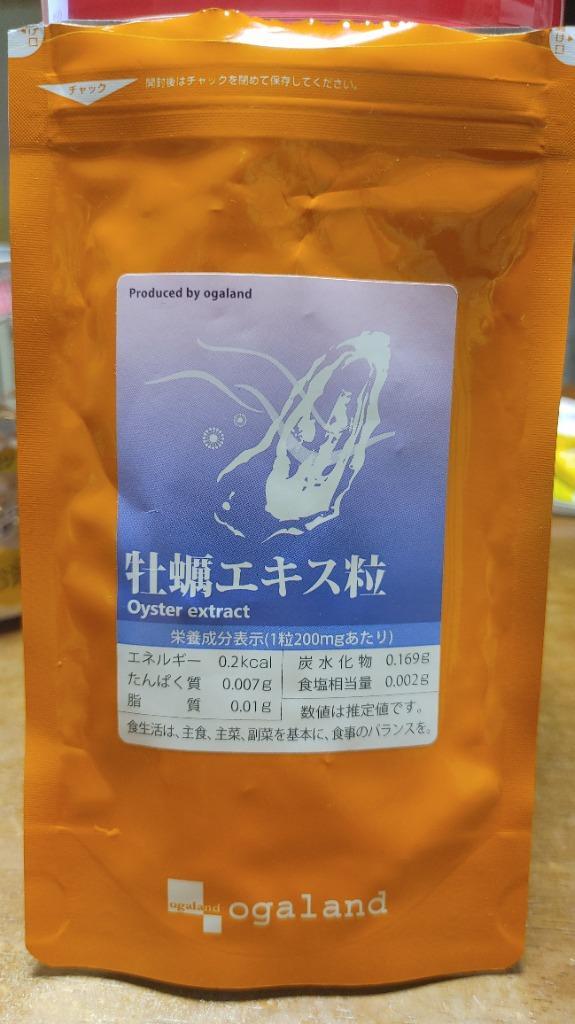 チャック
開封後はチャックを閉めて保存してください。
Produced by ogaland
牡蠣エキス粒
Oyster extract
栄養成分表示(1粒200mgあたり)
エネルギー 0.2kcal
たんぱく質 0.007g
脂質 0.01g
炭水化物 0.169g
食塩相当量 0.002g
数値は推定値です。
食生活は、主食、主菜、副菜を基本に、食事のバランスを。
ogaland
ogaland